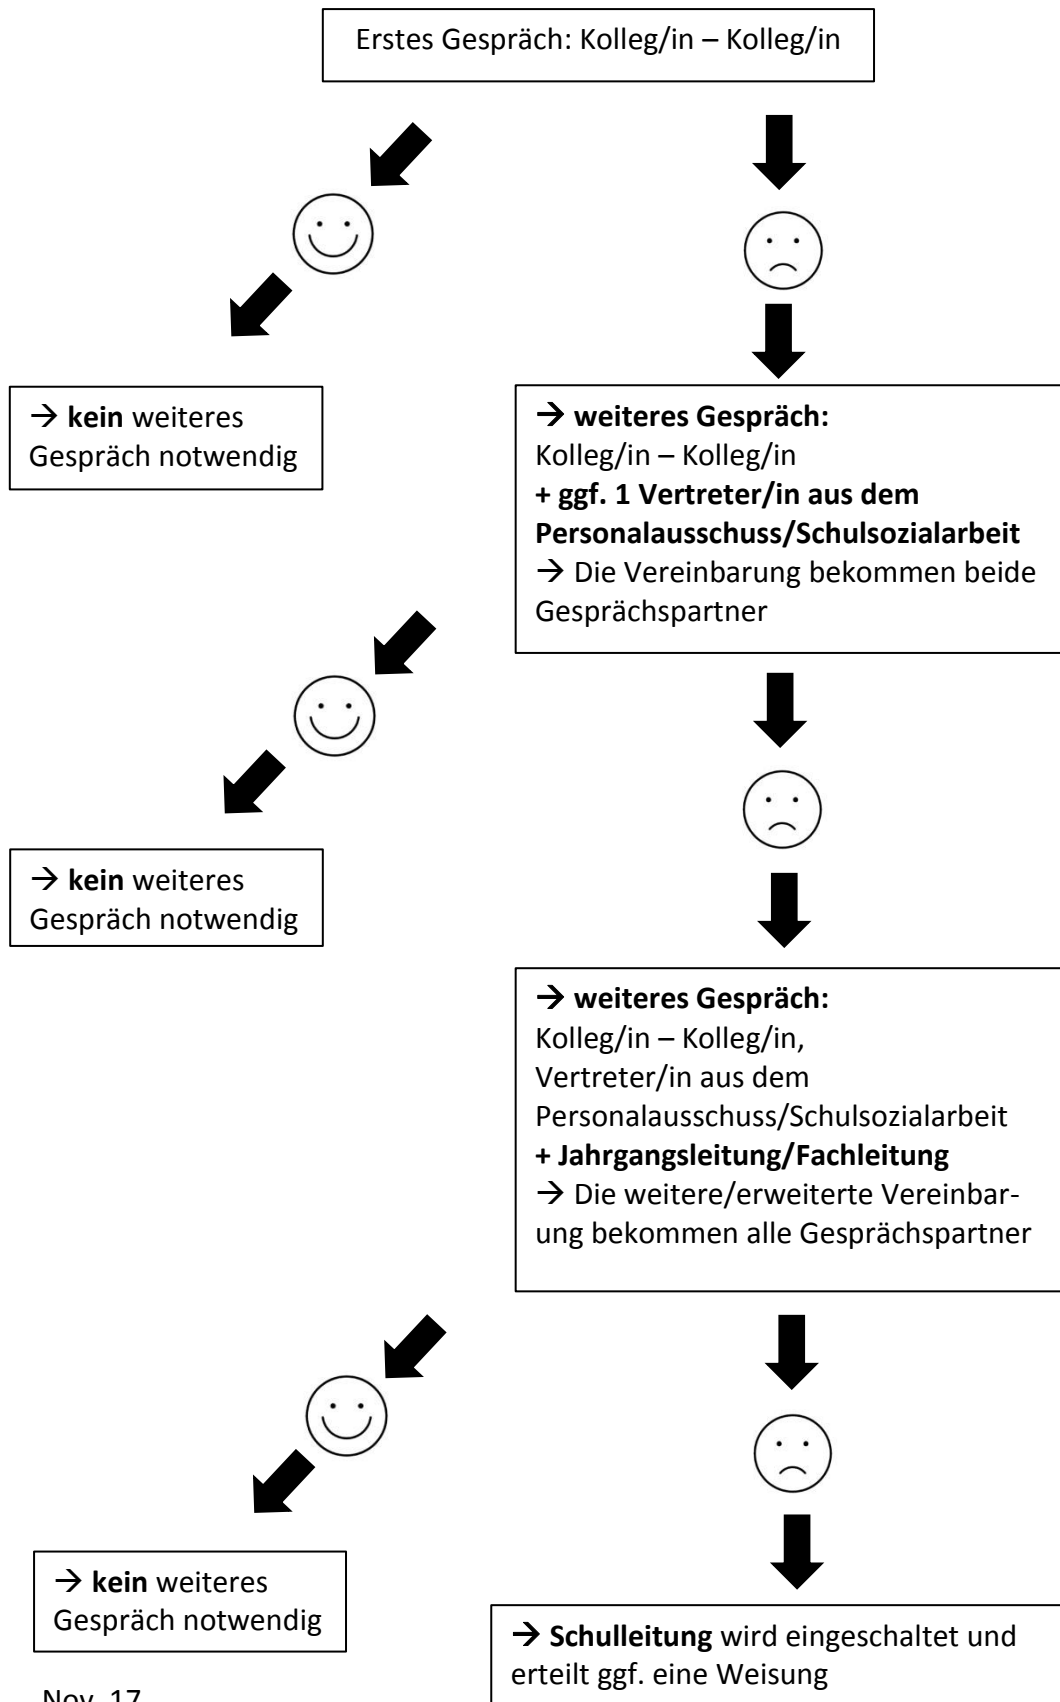 Erstes Gespräch: Kolleg/in – Kolleg/in
→ kein weiteres
Gespräch notwendig
→ weiteres Gespräch:
Kolleg/in – Kolleg/in
+ ggf. 1 Vertreter/in aus dem
Personalausschuss/Schulsozialarbeit
→ Die Vereinbarung bekommen beide
Gesprächspartner
→ kein weiteres
Gespräch notwendig
→ weiteres Gespräch:
Kolleg/in – Kolleg/in,
Vertreter/in aus dem
Personalausschuss/Schulsozialarbeit
+ Jahrgangsleitung/Fachleitung
→ Die weitere/erweiterte Vereinbar-
ung bekommen alle Gesprächspartner
→ kein weiteres
Gespräch notwendig
→ Schulleitung wird eingeschaltet und
erteilt ggf. eine Weisung
Nov. 17